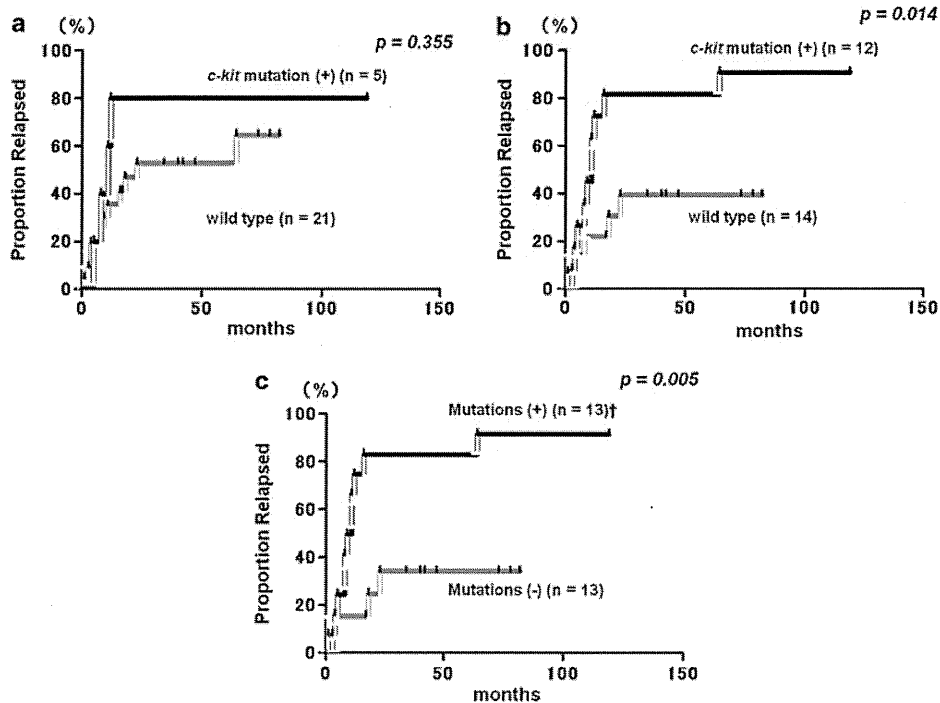 a (%)
p = 0.355
100
80
60
40
20
0
Proportion Relapsed
c-kit mutation (+) (n = 5)
wild type (n = 21)
0 50 100 150
months
b (%)
p = 0.014
100
80
60
40
20
0
Proportion Relapsed
c-kit mutation (+) (n = 12)
wild type (n = 14)
0 50 100 150
months
c (%)
p = 0.005
100
80
60
40
20
0
Proportion Relapsed
Mutations (+) (n = 13)†
Mutations (-) (n = 13)
0 50 100 150
months